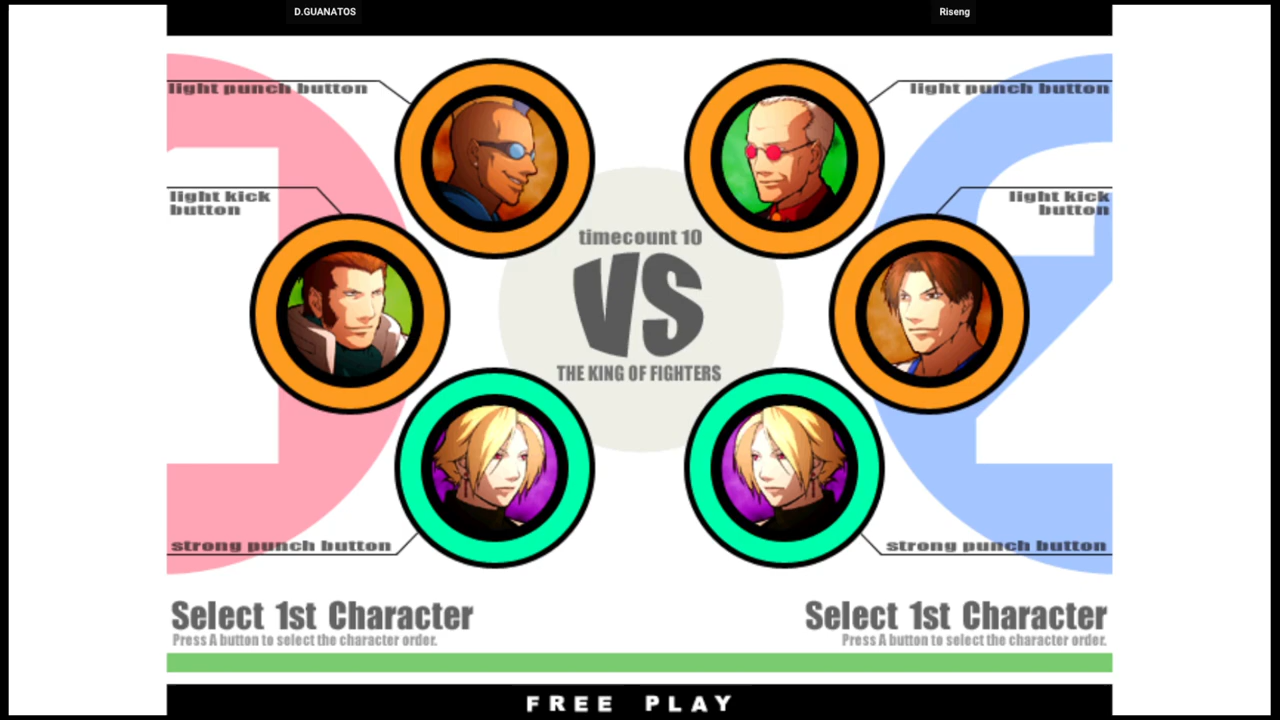 D.GUANATOS
Riseng
light punch button
light punch button
timecount 10
light kick
button
light kick
button
VS
THE KING OF FIGHTERS
strong punch button
strong punch button
Select 1st Character
Press A button to select the character order.
Select 1st Character
Press A button to select the character order.
FREE PLAY